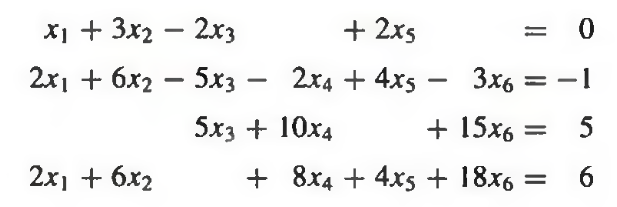 x₁ + 3x₂ − 2x₃ + 2x₅ = 0
2x₁ + 6x₂ − 5x₃ − 2x₄ + 4x₅ − 3x₆ = −1
5x₃ + 10x₄ + 15x₆ = 5
2x₁ + 6x₂ + 8x₄ + 4x₅ + 18x₆ = 6